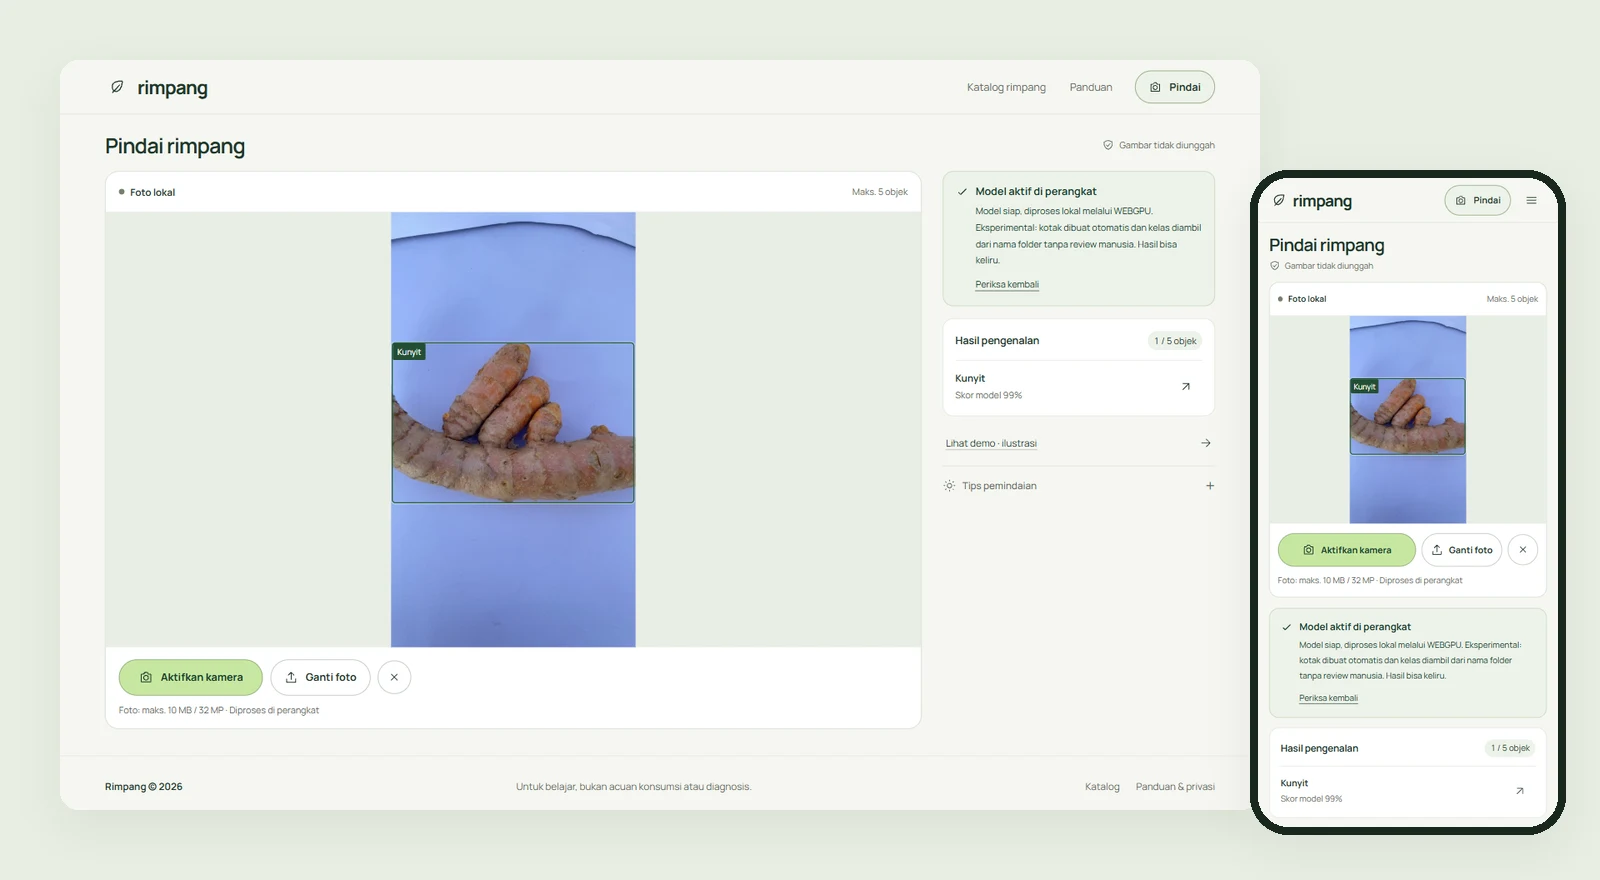 rimpang
Katalog rimpang
Panduan
Pindai
Pindai rimpang
Gambar tidak diunggah
Foto lokal
Maks. 5 objek
Kunyit
Aktifkan kamera
Ganti foto
Foto: maks. 10 MB / 32 MP · Diproses di perangkat
Model aktif di perangkat
Model siap, diproses lokal melalui WEBGPU.
Eksperimental: kotak dibuat otomatis dan kelas diambil
dari nama folder tanpa review manusia. Hasil bisa
keliru.
Periksa kembali
Hasil pengenalan
1 / 5 objek
Kunyit
Skor model 99%
Lihat demo · ilustrasi
Tips pemindaian
Rimpang © 2026
Untuk belajar, bukan acuan konsumsi atau diagnosis.
Katalog
Panduan & privasi
rimpang
Pindai
Pindai rimpang
Gambar tidak diunggah
Foto lokal
Maks. 5 objek
Kunyit
Aktifkan kamera
Ganti foto
Foto: maks. 10 MB / 32 MP · Diproses di perangkat
Model aktif di perangkat
Model siap, diproses lokal melalui WEBGPU. Eksperimental:
kotak dibuat otomatis dan kelas diambil dari nama folder
tanpa review manusia. Hasil bisa keliru.
Periksa kembali
Hasil pengenalan
1 / 5 objek
Kunyit
Skor model 99%